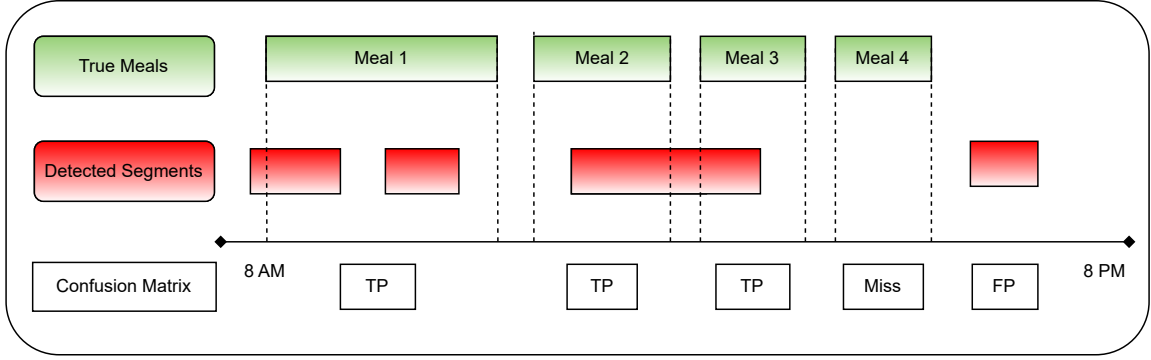 True Meals
Meal 1
Meal 2
Meal 3
Meal 4
Detected Segments
8 AM
8 PM
Confusion Matrix
TP
TP
TP
Miss
FP